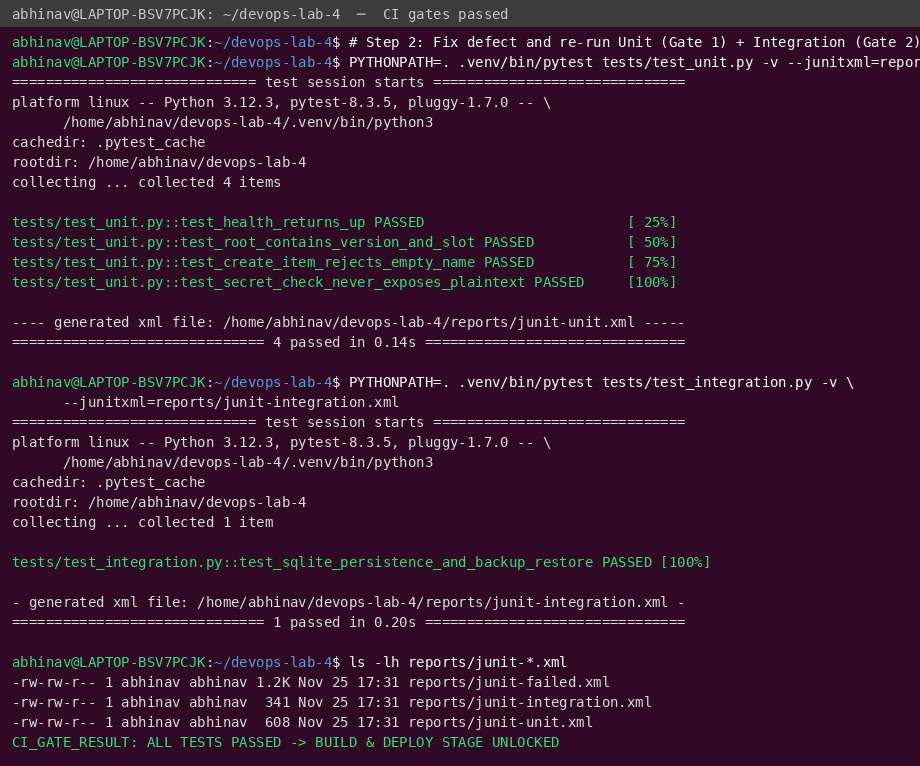 abhinav@LAPTOP-BSV7PCJK: ~/devops-lab-4  —  CI gates passed
abhinav@LAPTOP-BSV7PCJK:~/devops-lab-4$ # Step 2: Fix defect and re-run Unit (Gate 1) + Integration (Gate 2)
abhinav@LAPTOP-BSV7PCJK:~/devops-lab-4$ PYTHONPATH=. .venv/bin/pytest tests/test_unit.py -v --junitxml=repor
============================= test session starts ==============================
platform linux -- Python 3.12.3, pytest-8.3.5, pluggy-1.7.0 -- \
      /home/abhinav/devops-lab-4/.venv/bin/python3
cachedir: .pytest_cache
rootdir: /home/abhinav/devops-lab-4
collecting ... collected 4 items
tests/test_unit.py::test_health_returns_up PASSED                        [ 25%]
tests/test_unit.py::test_root_contains_version_and_slot PASSED           [ 50%]
tests/test_unit.py::test_create_item_rejects_empty_name PASSED           [ 75%]
tests/test_unit.py::test_secret_check_never_exposes_plaintext PASSED     [100%]
---- generated xml file: /home/abhinav/devops-lab-4/reports/junit-unit.xml -----
============================== 4 passed in 0.14s ===============================
abhinav@LAPTOP-BSV7PCJK:~/devops-lab-4$ PYTHONPATH=. .venv/bin/pytest tests/test_integration.py -v \
      --junitxml=reports/junit-integration.xml
============================= test session starts ==============================
platform linux -- Python 3.12.3, pytest-8.3.5, pluggy-1.7.0 -- \
      /home/abhinav/devops-lab-4/.venv/bin/python3
cachedir: .pytest_cache
rootdir: /home/abhinav/devops-lab-4
collecting ... collected 1 item
tests/test_integration.py::test_sqlite_persistence_and_backup_restore PASSED [100%]
- generated xml file: /home/abhinav/devops-lab-4/reports/junit-integration.xml -
============================== 1 passed in 0.20s ===============================
abhinav@LAPTOP-BSV7PCJK:~/devops-lab-4$ ls -lh reports/junit-*.xml
-rw-rw-r-- 1 abhinav abhinav 1.2K Nov 25 17:31 reports/junit-failed.xml
-rw-rw-r-- 1 abhinav abhinav  341 Nov 25 17:31 reports/junit-integration.xml
-rw-rw-r-- 1 abhinav abhinav  608 Nov 25 17:31 reports/junit-unit.xml
CI_GATE_RESULT: ALL TESTS PASSED -> BUILD & DEPLOY STAGE UNLOCKED